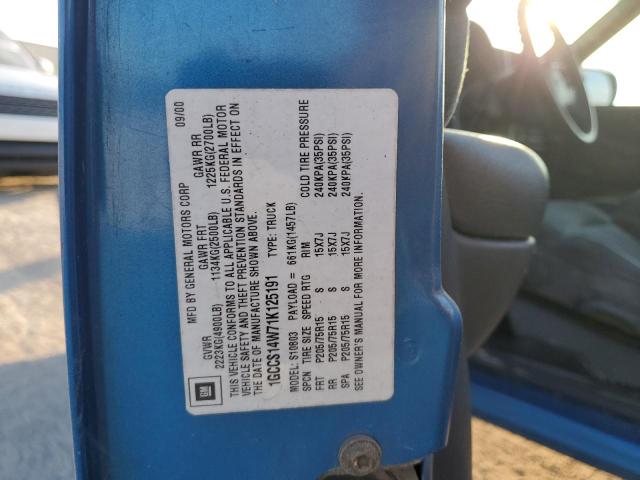 MFD BY GENERAL MOTORS CORP 09/00
GVWR GAWR FRT GAWR RR
2223KG(4900LB) 1134KG(2500LB) 1225KG(2700LB)
THIS VEHICLE CONFORMS TO ALL APPLICABLE U.S. FEDERAL MOTOR
VEHICLE SAFETY AND THEFT PREVENTION STANDARDS IN EFFECT ON
THE DATE OF MANUFACTURE SHOWN ABOVE.
1GCCS14W71K125191 TYPE: TRUCK
MODEL: S10603 PAYLOAD = 661KG(1457LB)
SPCN TIRE SIZE SPEED RTG RIM COLD TIRE PRESSURE
FRT P205/75R15 S 15X7J 240KPA(35PSI)
RR P205/75R15 S 15X7J 240KPA(35PSI)
SPA P205/75R15 S 15X7J 240KPA(35PSI)
SEE OWNER'S MANUAL FOR MORE INFORMATION.
GM